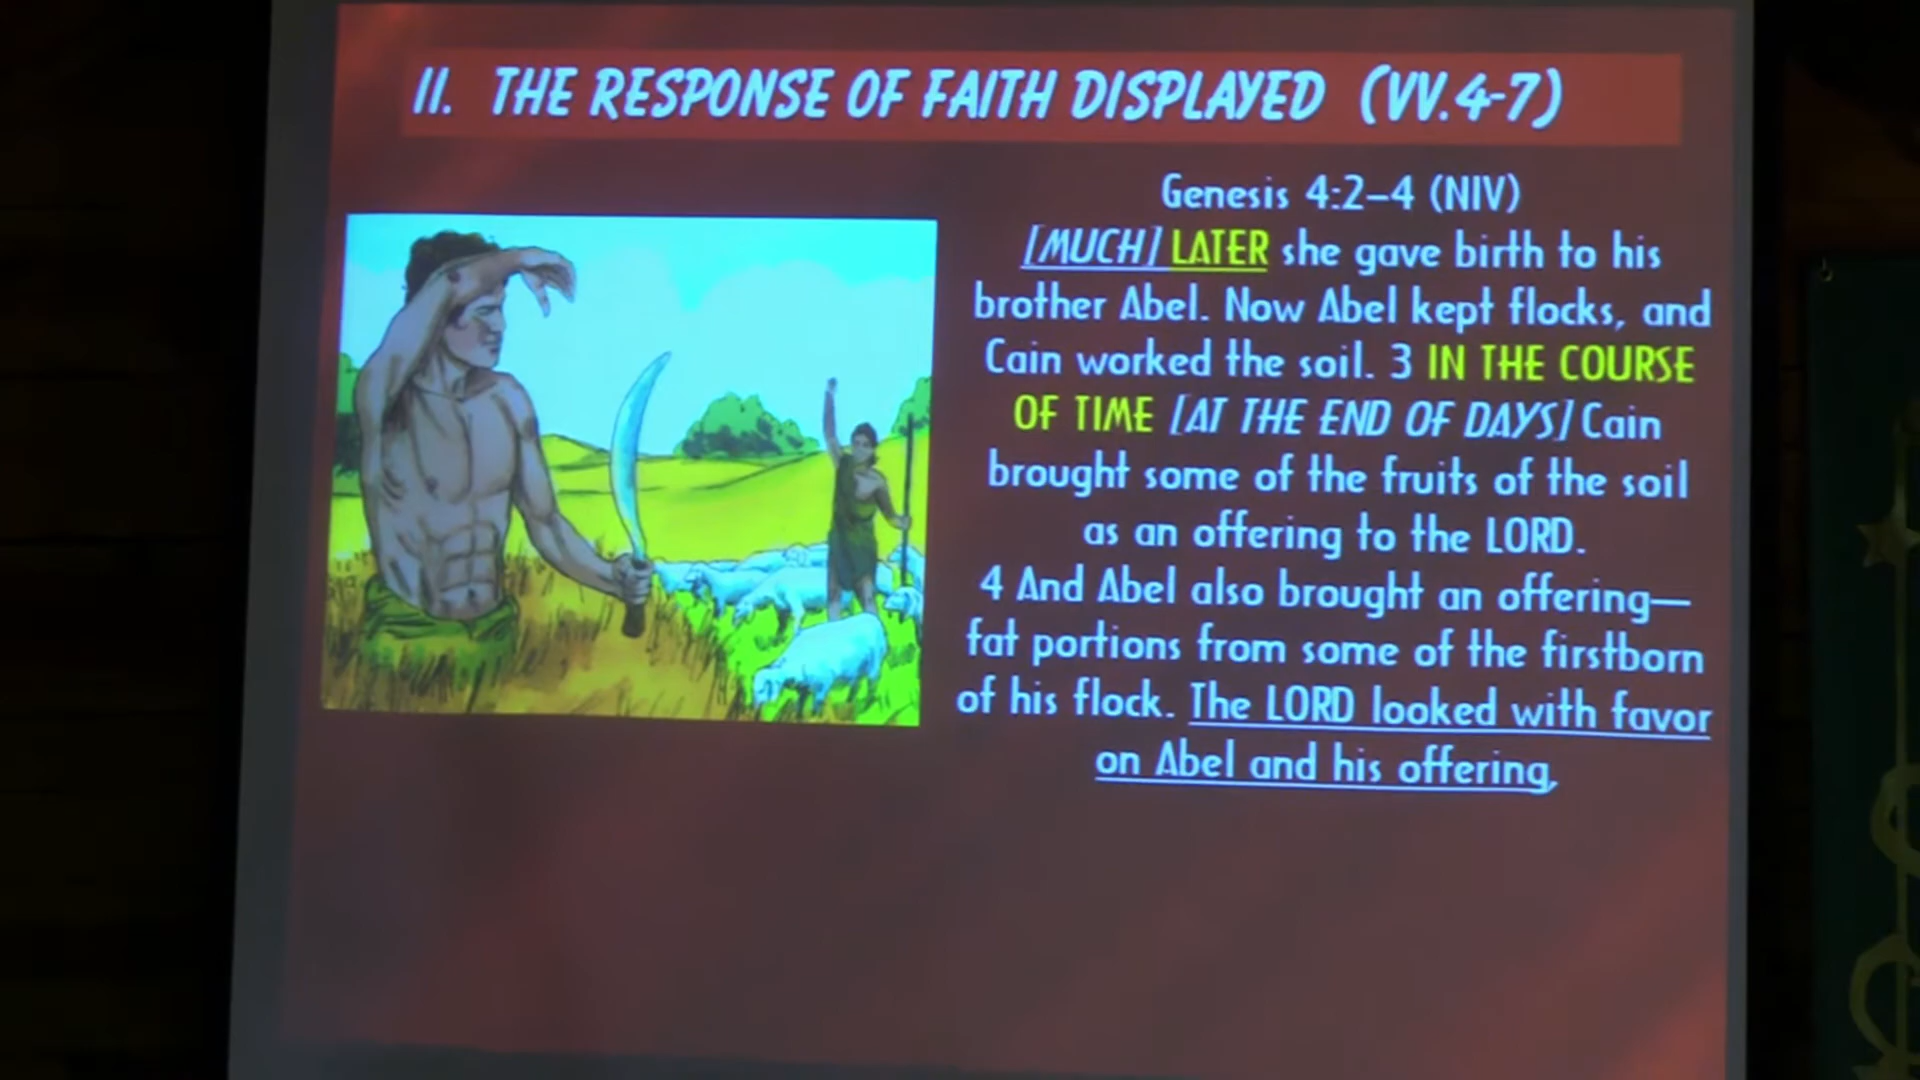 II. THE RESPONSE OF FAITH DISPLAYED (VV.4-7)
Genesis 4:2–4 (NIV)
[MUCH] LATER she gave birth to his
brother Abel. Now Abel kept flocks, and
Cain worked the soil. 3 IN THE COURSE
OF TIME [AT THE END OF DAYS] Cain
brought some of the fruits of the soil
as an offering to the LORD.
4 And Abel also brought an offering—
fat portions from some of the firstborn
of his flock. The LORD looked with favor
on Abel and his offering,